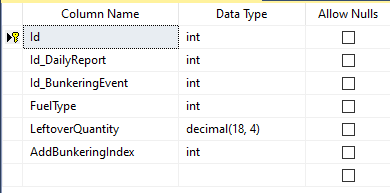 Column Name Data Type Allow Nulls
Id int
Id_DailyReport int
Id_BunkeringEvent int
FuelType int
LeftoverQuantity decimal(18, 4)
AddBunkeringIndex int